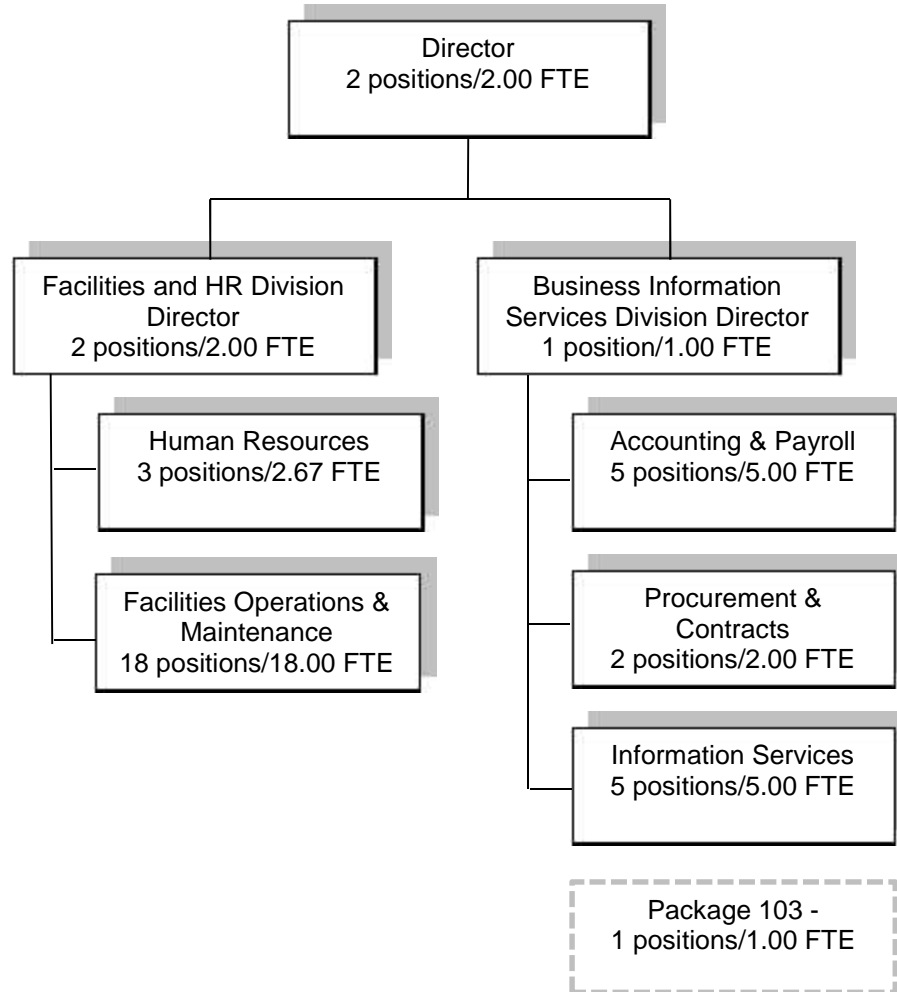 Director
2 positions/2.00 FTE
Facilities and HR Division
Director
2 positions/2.00 FTE
Human Resources
3 positions/2.67 FTE
Facilities Operations &
Maintenance
18 positions/18.00 FTE
Business Information
Services Division Director
1 position/1.00 FTE
Accounting & Payroll
5 positions/5.00 FTE
Procurement &
Contracts
2 positions/2.00 FTE
Information Services
5 positions/5.00 FTE
Package 103 -
1 positions/1.00 FTE